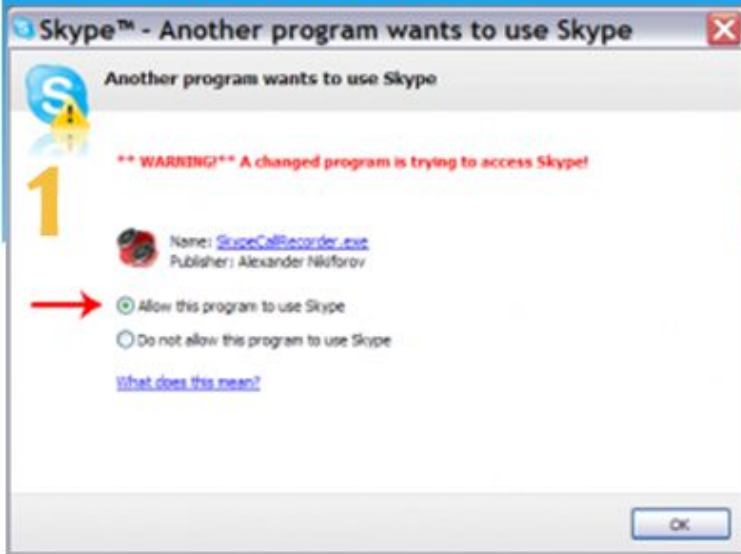 Skype™ - Another program wants to use Skype
Another program wants to use Skype
** WARNING!** A changed program is trying to access Skype!
1
Name: SkypeCallRecorder.exe
Publisher: Alexander Nikiforov
Allow this program to use Skype
Do not allow this program to use Skype
What does this mean?
OK